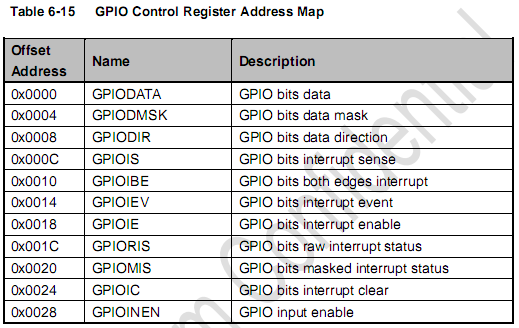 Table 6-15 GPIO Control Register Address Map
Offset Address Name Description
0x0000 GPIODATA GPIO bits data
0x0004 GPIODMSK GPIO bits data mask
0x0008 GPIODIR GPIO bits data direction
0x000C GPIOIS GPIO bits interrupt sense
0x0010 GPIOIBE GPIO bits both edges interrupt
0x0014 GPIOIEV GPIO bits interrupt event
0x0018 GPIOIE GPIO bits interrupt enable
0x001C GPIORIS GPIO bits raw interrupt status
0x0020 GPIOMIS GPIO bits masked interrupt status
0x0024 GPIOIC GPIO bits interrupt clear
0x0028 GPIOINEN GPIO input enable
Confidential